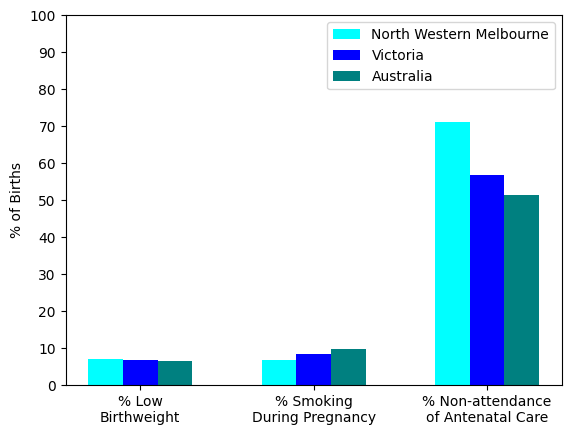 100
90
80
70
60
50
40
30
20
10
0
% of Births
North Western Melbourne
Victoria
Australia
% Low
Birthweight
% Smoking
During Pregnancy
% Non-attendance
of Antenatal Care